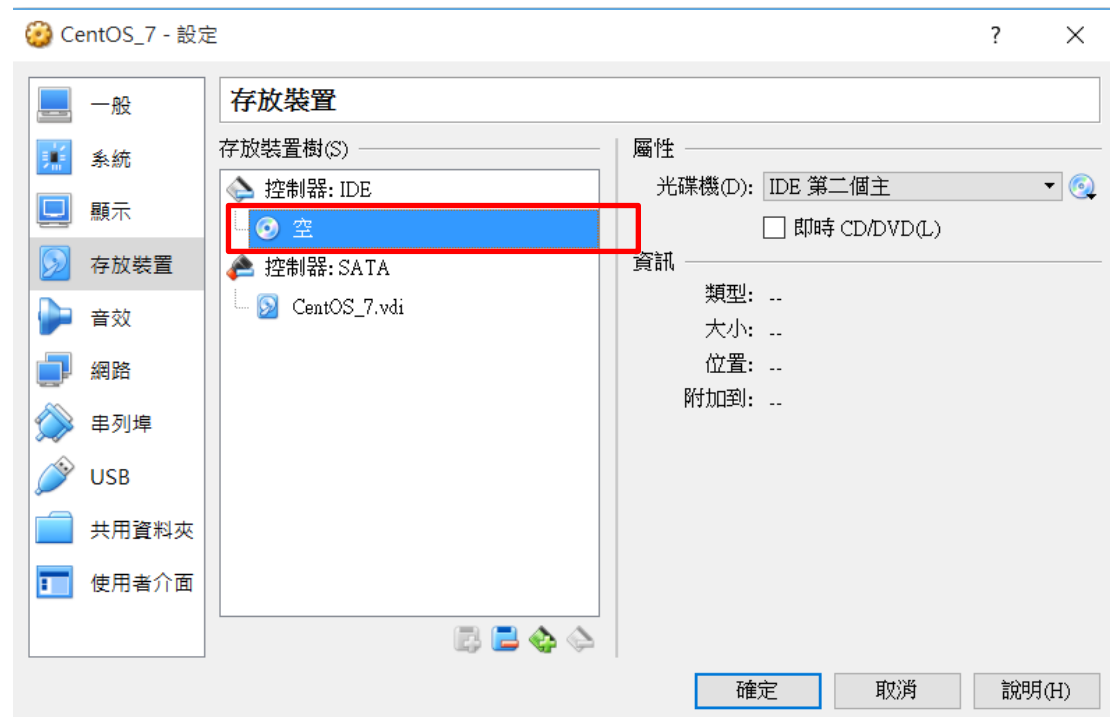 CentOS_7 - 設定
?
一般
系統
顯示
存放裝置
音效
網路
串列埠
USB
共用資料夾
使用者介面
存放裝置
存放裝置樹(S)
控制器: IDE
空
控制器: SATA
CentOS_7.vdi
屬性
光碟機(D): IDE 第二個主
即時 CD/DVD(L)
資訊
類型: --
大小: --
位置: --
附加到: --
確定 取消 說明(H)